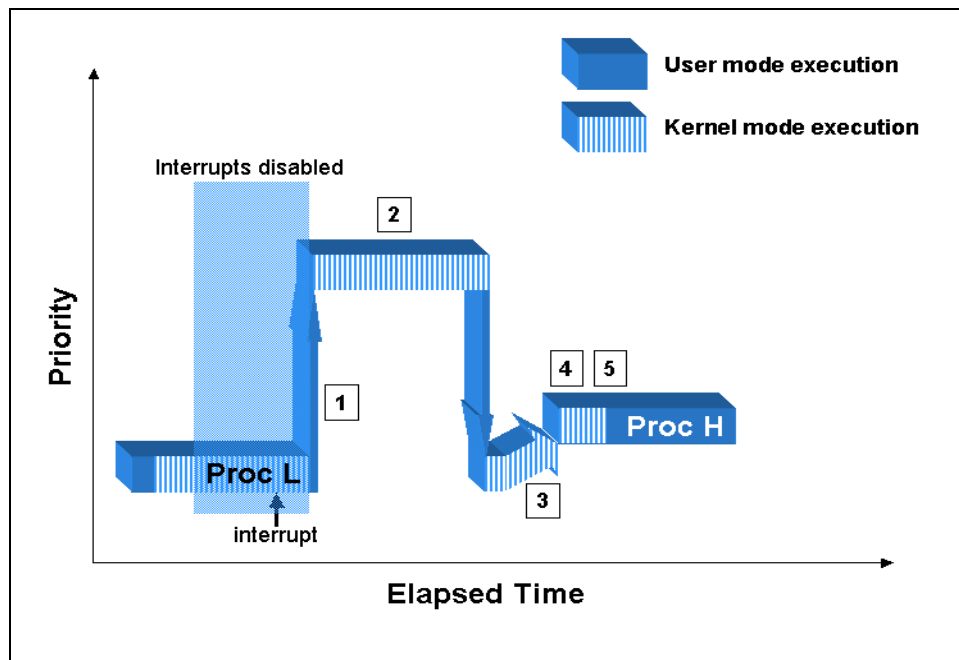 User mode execution
Kernel mode execution
Interrupts disabled
2
Priority
1
4 5
Proc H
Proc L
3
interrupt
Elapsed Time